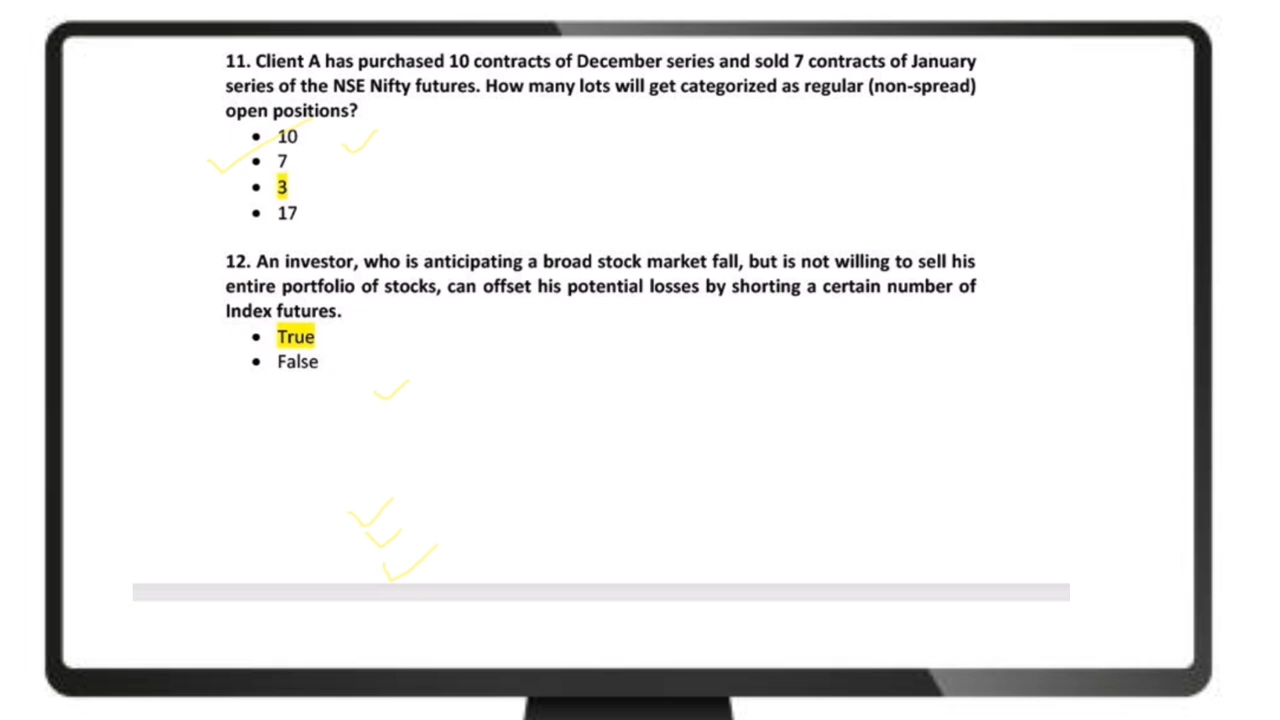 11. Client A has purchased 10 contracts of December series and sold 7 contracts of January
series of the NSE Nifty futures. How many lots will get categorized as regular (non-spread)
open positions?
• 10
• 7
• 3
• 17
12. An investor, who is anticipating a broad stock market fall, but is not willing to sell his
entire portfolio of stocks, can offset his potential losses by shorting a certain number of
Index futures.
• True
• False